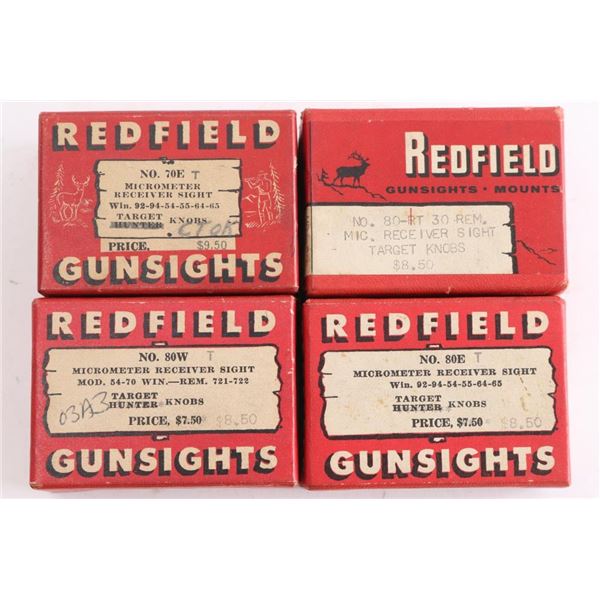 REDFIELD
NO. 70E T
MICROMETER
RECEIVER SIGHT
Win. 92-94-54-55-64-65
TARGET
HUNTER KNOBS
PRICE, $9.50
GUNSIGHTS
REDFIELD
GUNSIGHTS · MOUNTS
NO. 80-RT 30 REM.
MIC. RECEIVER SIGHT
TARGET KNOBS
$8.50
REDFIELD
NO. 80W T
MICROMETER RECEIVER SIGHT
MOD. 54-70 WIN.—REM. 721-722
03A3 TARGET
HUNTER KNOBS
PRICE, $7.50 $8.50
GUNSIGHTS
REDFIELD
NO. 80E T
MICROMETER RECEIVER SIGHT
Win. 92-94-54-55-64-65
TARGET
HUNTER KNOBS
PRICE, $7.50 $8.50
GUNSIGHTS